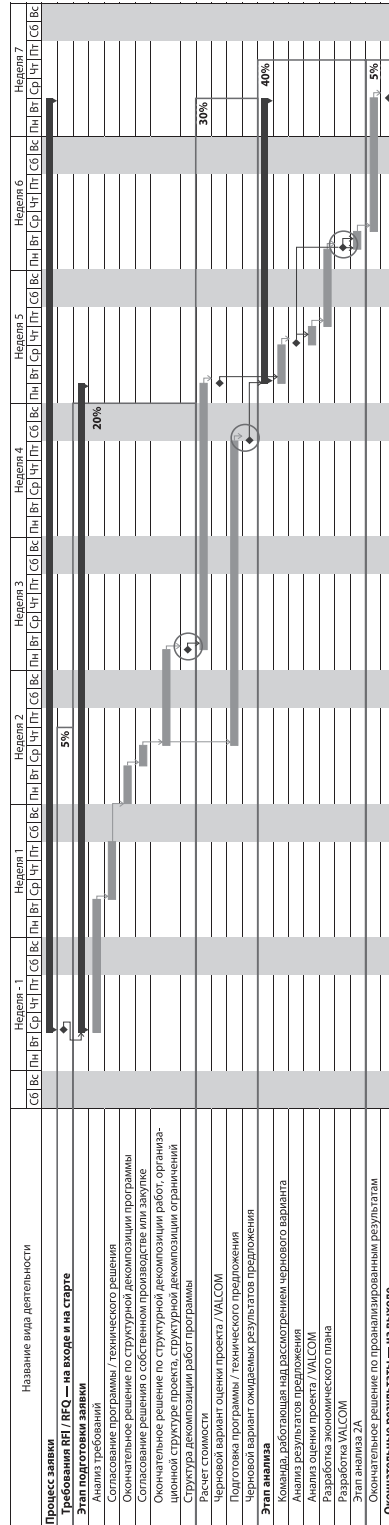 Название вида деятельности
Неделя - 1
Неделя 1
Неделя 2
Неделя 3
Неделя 4
Неделя 5
Неделя 6
Неделя 7
Сб Вс Пн Вт Ср Чт Пт Сб Вс Пн Вт Ср Чт Пт Сб Вс Пн Вт Ср Чт Пт Сб Вс Пн Вт Ср Чт Пт Сб Вс Пн Вт Ср Чт Пт Сб Вс Пн Вт Ср Чт Пт Сб Вс Пн Вт Ср Чт Пт Сб Вс Пн Вт Ср Чт Пт Сб Вс
Процесс заявки
Требования RFI / RFQ — на входе и на старте
5%
Этап подготовки заявки
Анализ требований
20%
Согласование программы / технического решения
Окончательное решение по структурной декомпозиции программы
Согласование решения о собственном производстве или закупке
Окончательное решение по структурной декомпозиции работ, организа-
ционной структуре проекта, структурной декомпозиции ограничений
Структура декомпозиции работ программы
Расчет стоимости
30%
Черновой вариант оценки проекта / VALCOM
Подготовка программы / технического предложения
Черновой вариант ожидаемых результатов предложения
Этап анализа
40%
Команда, работающая над рассмотрением чернового варианта
Анализ результатов предложения
Анализ оценки проекта / VALCOM
Разработка экономического плана
Разработка VALCOM
Этап анализа 2А
Окончательное решение по проанализированным результатам
5%
Окончательные результаты — на выходе